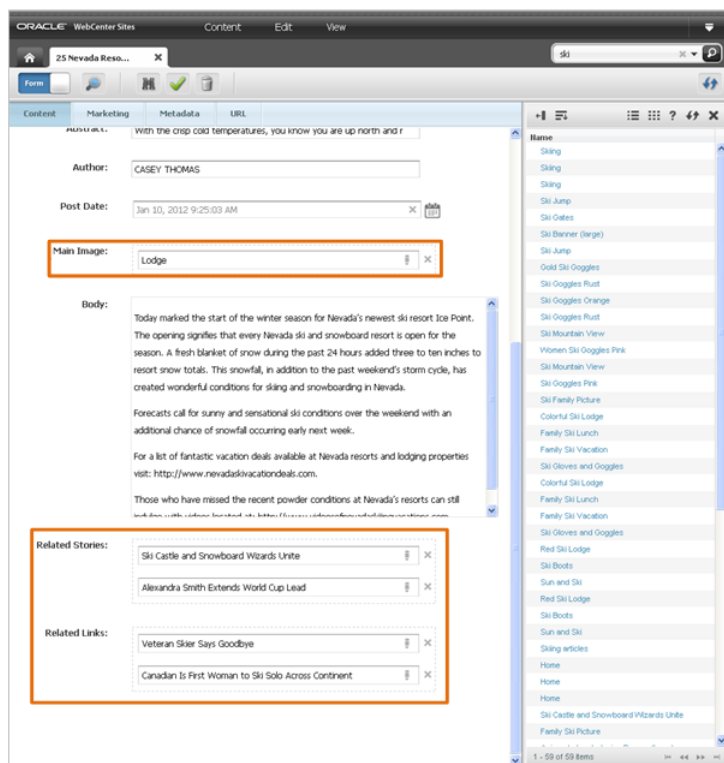 ORACLE WebCenter Sites Content Edit View
25 Nevada Reso... ski
Form
Content Marketing Metadata URL
Abstract: With the crisp cold temperatures, you know you are up north and r
Author: CASEY THOMAS
Post Date: Jan 10, 2012 9:25:03 AM
Main Image: Lodge
Body:
Today marked the start of the winter season for Nevada's newest ski resort Ice Point.
The opening signifies that every Nevada ski and snowboard resort is open for the
season. A fresh blanket of snow during the past 24 hours added three to ten inches to
resort snow totals. This snowfall, in addition to the past weekend's storm cycle, has
created wonderful conditions for skiing and snowboarding in Nevada.
Forecasts call for sunny and sensational ski conditions over the weekend with an
additional chance of snowfall occurring early next week.
For a list of fantastic vacation deals available at Nevada resorts and lodging properties
visit: http://www.nevadaskivacationdeals.com.
Those who have missed the recent powder conditions at Nevada's resorts can still
indulge with videos located at: http://www.videosofnevadaskiingvacations.com
Related Stories:
Ski Castle and Snowboard Wizards Unite
Alexandra Smith Extends World Cup Lead
Related Links:
Veteran Skier Says Goodbye
Canadian Is First Woman to Ski Solo Across Continent
Name
Skiing
Skiing
Skiing
Ski Jump
Ski Gates
Ski Banner (large)
Ski Jump
Gold Ski Goggles
Ski Goggles Rust
Ski Goggles Orange
Ski Goggles Rust
Ski Mountain View
Women Ski Goggles Pink
Ski Mountain View
Ski Goggles Pink
Ski Family Picture
Colorful Ski Lodge
Family Ski Lunch
Family Ski Vacation
Ski Gloves and Goggles
Colorful Ski Lodge
Family Ski Lunch
Family Ski Vacation
Ski Gloves and Goggles
Red Ski Lodge
Ski Boots
Sun and Ski
Red Ski Lodge
Ski Boots
Sun and Ski
Skiing articles
Home
Home
Home
Ski Castle and Snowboard Wizards Unite
Family Ski Picture
1 - 59 of 59 items